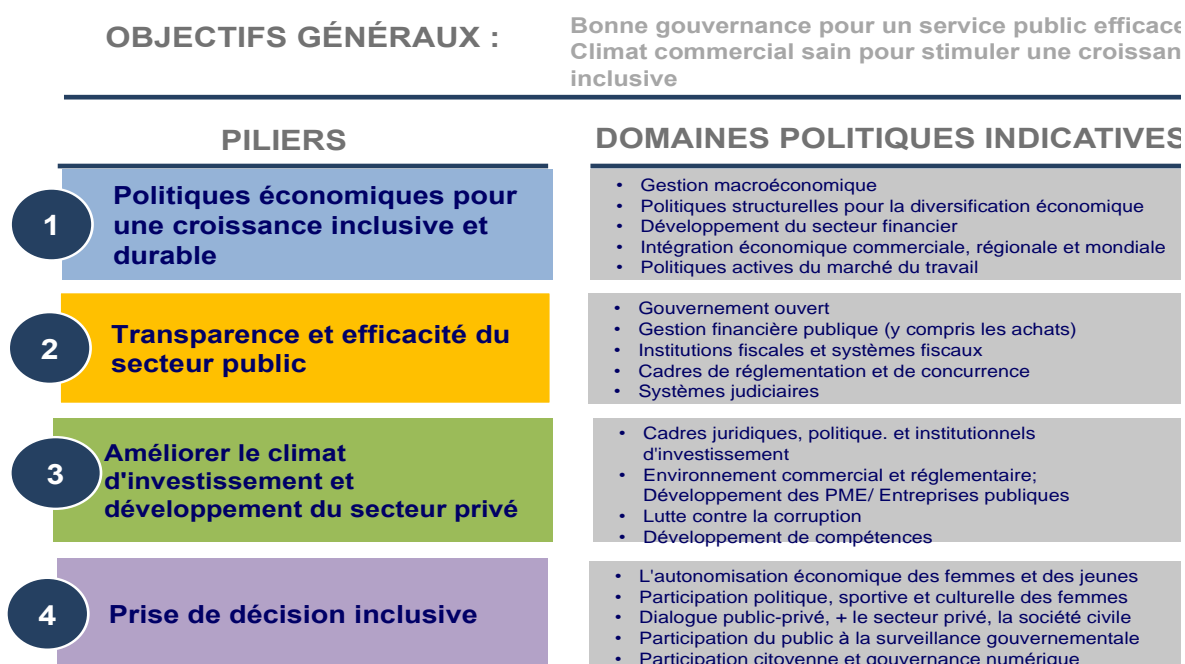 OBJECTIFS GÉNÉRAUX :
Bonne gouvernance pour un service public efficace
Climat commercial sain pour stimuler une croissan
inclusive
PILIERS
DOMAINES POLITIQUES INDICATIVES
1
Politiques économiques pour
une croissance inclusive et
durable
• Gestion macroéconomique
• Politiques structurelles pour la diversification économique
• Développement du secteur financier
• Intégration économique commerciale, régionale et mondiale
• Politiques actives du marché du travail
2
Transparence et efficacité du
secteur public
• Gouvernement ouvert
• Gestion financière publique (y compris les achats)
• Institutions fiscales et systèmes fiscaux
• Cadres de réglementation et de concurrence
• Systèmes judiciaires
3
Améliorer le climat
d'investissement et
développement du secteur privé
• Cadres juridiques, politique. et institutionnels
d'investissement
• Environnement commercial et réglementaire;
Développement des PME/ Entreprises publiques
• Lutte contre la corruption
• Développement de compétences
4
Prise de décision inclusive
• L'autonomisation économique des femmes et des jeunes
• Participation politique, sportive et culturelle des femmes
• Dialogue public-privé, + le secteur privé, la société civile
• Participation du public à la surveillance gouvernementale
• Participation citoyenne et gouvernance numérique